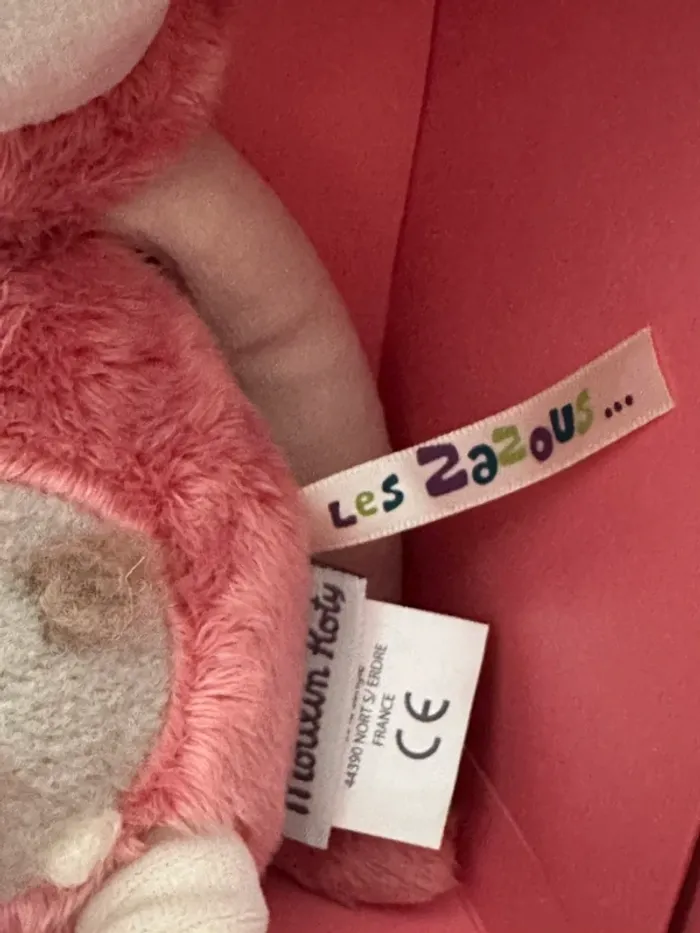 Les Zazous...
Moulin Roty
44390 NORT S/ ERDRE
FRANCE
CE